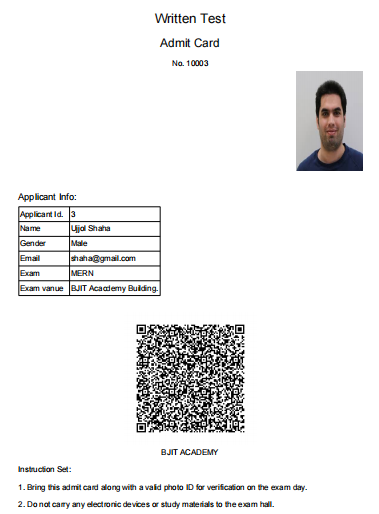 Written Test
Admit Card
No. 10003
Applicant Info:
Applicant Id. 3
Name Ujjol Shaha
Gender Male
Email shaha@gmail.com
Exam MERN
Exam vanue BJIT Acacdemy Building.
BJIT ACADEMY
Instruction Set:
1. Bring this admit card along with a valid photo ID for verification on the exam day.
2. Do not carry any electronic devices or study materials to the exam hall.